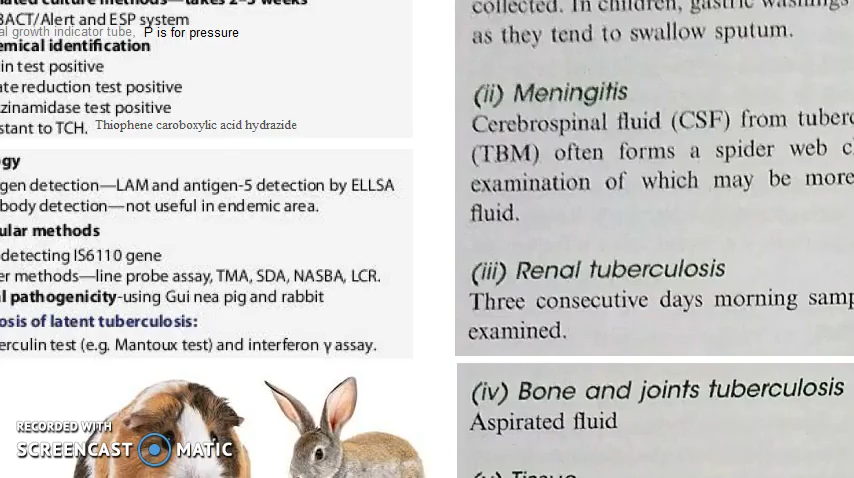 BACT/Alert and ESP system
al growth indicator tube, P is for pressure
emical identification
in test positive
ate reduction test positive
zinamidase test positive
stant to TCH. Thiophene caroboxylic acid hydrazide
gy
gen detection—LAM and antigen-5 detection by ELLSA
body detection—not useful in endemic area.
ular methods
detecting IS6110 gene
er methods—line probe assay, TMA, SDA, NASBA, LCR.
l pathogenicity-using Gui nea pig and rabbit
osis of latent tuberculosis:
erculin test (e.g. Mantoux test) and interferon γ assay.
RECORDED WITH
SCREENCAST MATIC
collected. In children, gastric washings
as they tend to swallow sputum.
(ii) Meningitis
Cerebrospinal fluid (CSF) from tuberc
(TBM) often forms a spider web c
examination of which may be more
fluid.
(iii) Renal tuberculosis
Three consecutive days morning samp
examined.
(iv) Bone and joints tuberculosis
Aspirated fluid